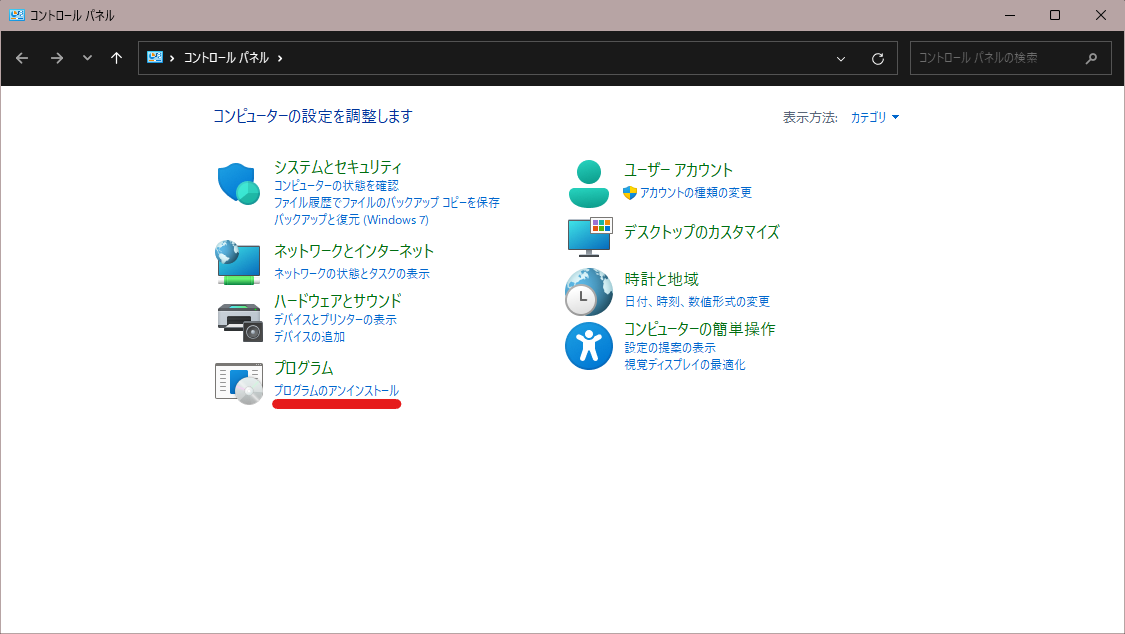 コントロール パネル
コントロール パネル
コントロール パネルの検索
コンピューターの設定を調整します
表示方法: カテゴリ
システムとセキュリティ
コンピューターの状態を確認
ファイル履歴でファイルのバックアップ コピーを保存
バックアップと復元 (Windows 7)
ネットワークとインターネット
ネットワークの状態とタスクの表示
ハードウェアとサウンド
デバイスとプリンターの表示
デバイスの追加
プログラム
プログラムのアンインストール
ユーザー アカウント
アカウントの種類の変更
デスクトップのカスタマイズ
時計と地域
日付、時刻、数値形式の変更
コンピューターの簡単操作
設定の提案の表示
視覚ディスプレイの最適化